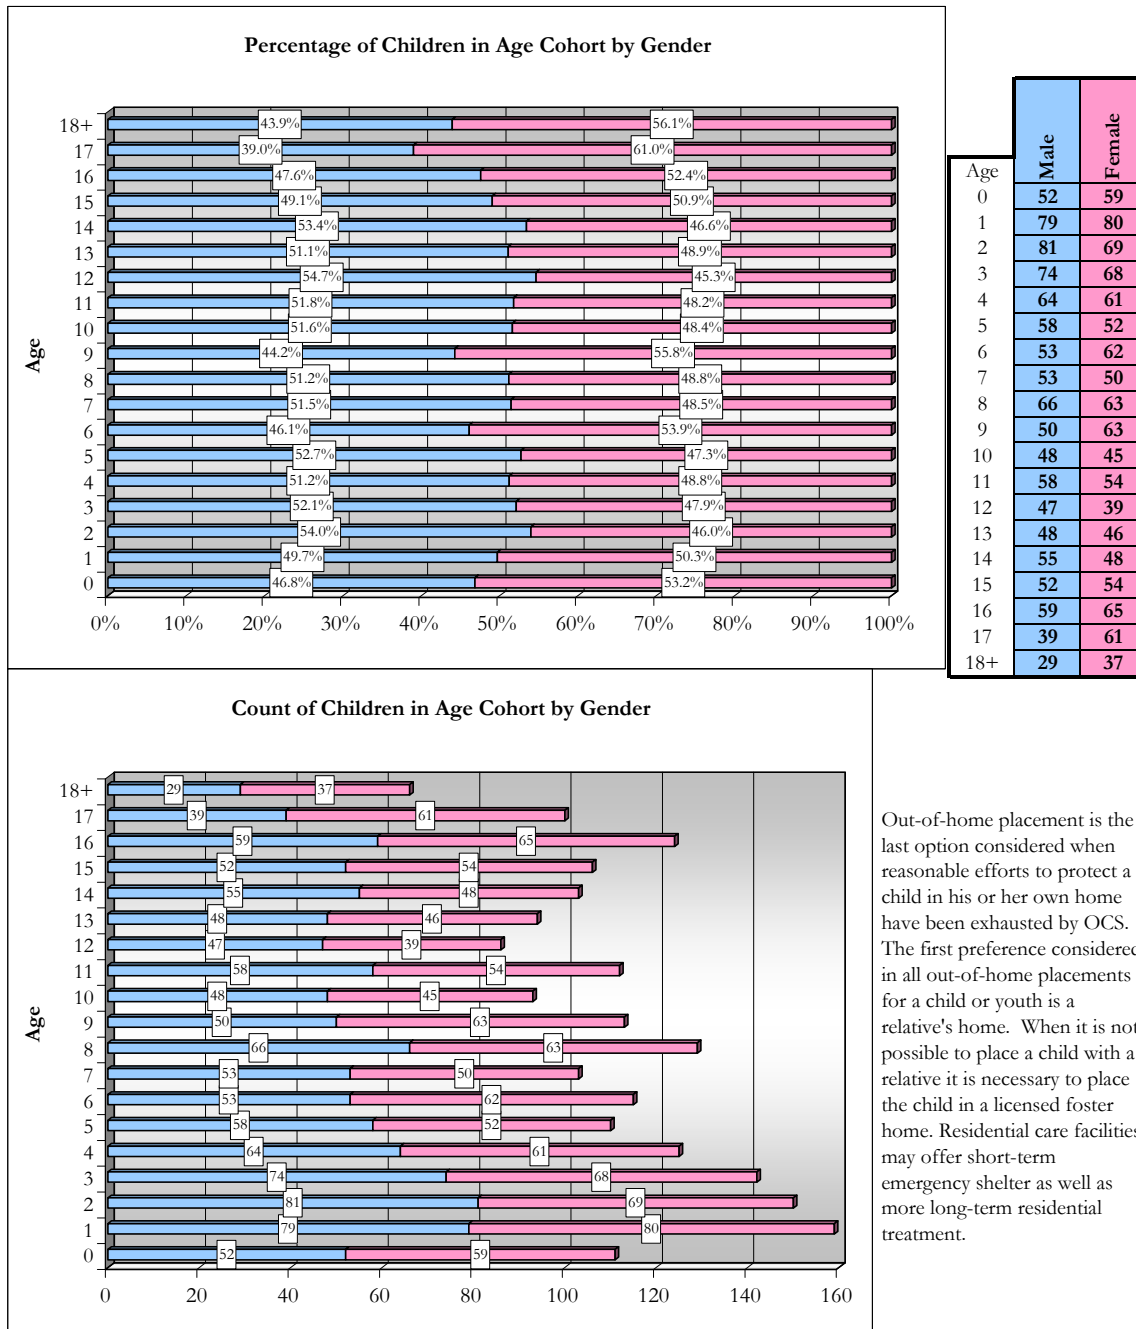 Percentage of Children in Age Cohort by Gender
Age
18+ 43.9% 56.1%
17 39.0% 61.0%
16 47.6% 52.4%
15 49.1% 50.9%
14 53.4% 46.6%
13 51.1% 48.9%
12 54.7% 45.3%
11 51.8% 48.2%
10 51.6% 48.4%
9 44.2% 55.8%
8 51.2% 48.8%
7 51.5% 48.5%
6 46.1% 53.9%
5 52.7% 47.3%
4 51.2% 48.8%
3 52.1% 47.9%
2 54.0% 46.0%
1 49.7% 50.3%
0 46.8% 53.2%
0% 10% 20% 30% 40% 50% 60% 70% 80% 90% 100%
Age Male Female
0 52 59
1 79 80
2 81 69
3 74 68
4 64 61
5 58 52
6 53 62
7 53 50
8 66 63
9 50 63
10 48 45
11 58 54
12 47 39
13 48 46
14 55 48
15 52 54
16 59 65
17 39 61
18+ 29 37
Count of Children in Age Cohort by Gender
Age
18+ 29 37
17 39 61
16 59 65
15 52 54
14 55 48
13 48 46
12 47 39
11 58 54
10 48 45
9 50 63
8 66 63
7 53 50
6 53 62
5 58 52
4 64 61
3 74 68
2 81 69
1 79 80
0 52 59
0 20 40 60 80 100 120 140 160
Out-of-home placement is the
last option considered when
reasonable efforts to protect a
child in his or her own home
have been exhausted by OCS.
The first preference considered
in all out-of-home placements
for a child or youth is a
relative's home. When it is not
possible to place a child with a
relative it is necessary to place
the child in a licensed foster
home. Residential care facilities
may offer short-term
emergency shelter as well as
more long-term residential
treatment.